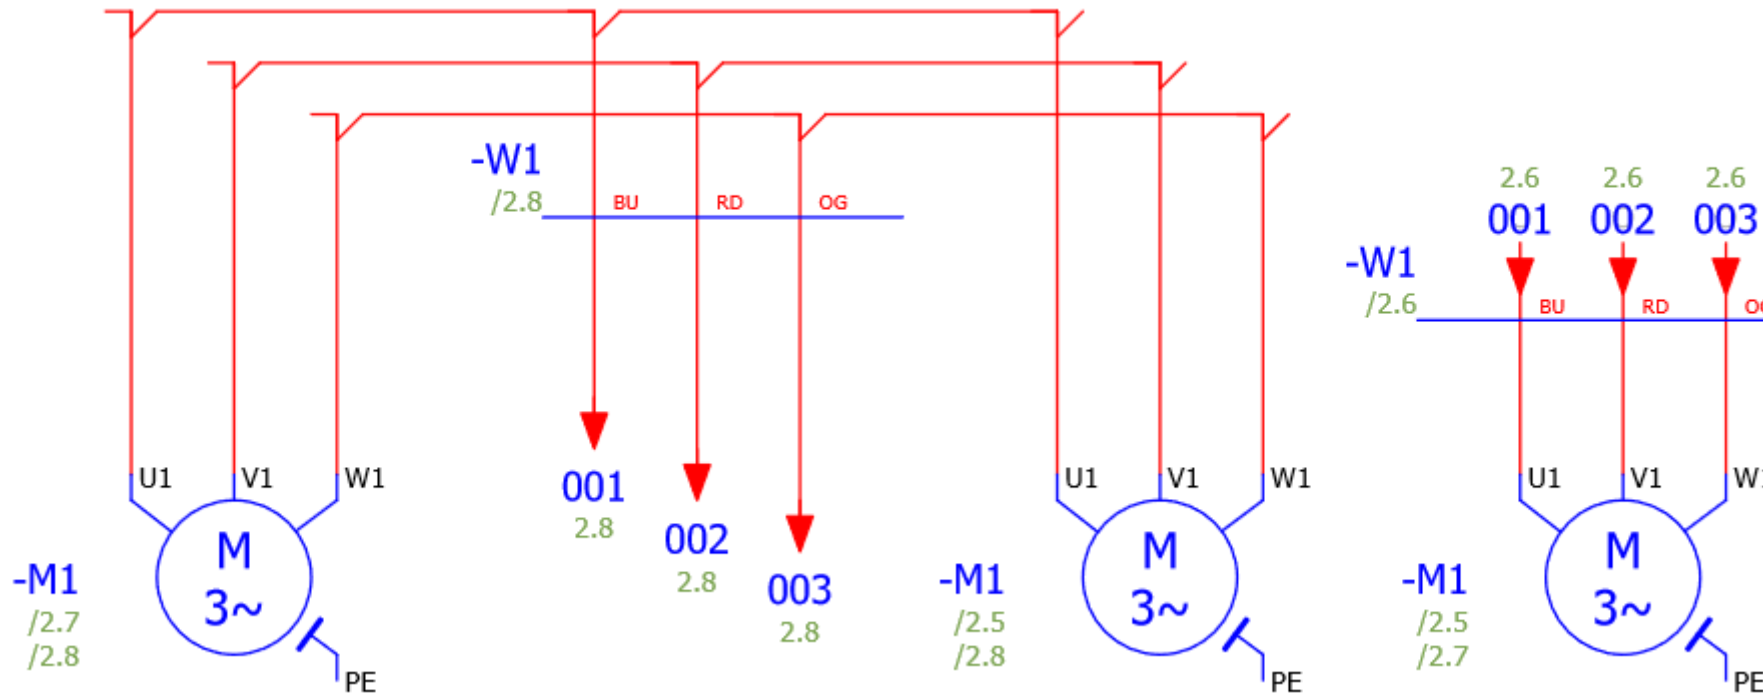 -W1
/2.8
BU
RD
OG
2.6
2.6
2.6
001
002
003
-W1
/2.6
BU
RD
U1
V1
W1
001
2.8
002
2.8
003
2.8
U1
V1
W1
U1
V1
M
3~
-M1
/2.7
/2.8
PE
M
3~
-M1
/2.5
/2.8
PE
M
3~
-M1
/2.5
/2.7
PE